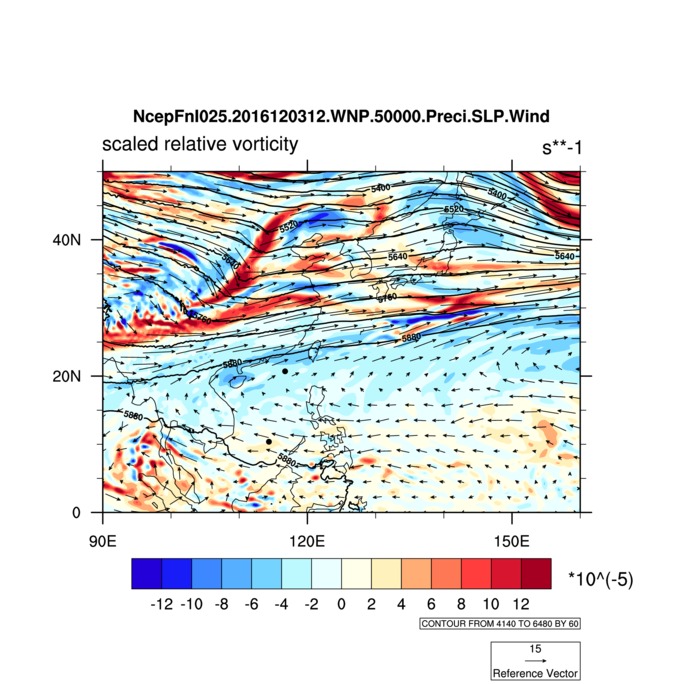 NcepFnl025.2016120312.WNP.50000.Preci.SLP.Wind
scaled relative vorticity s**-1
5400
5400
5520
5520
5640
5640
5640
5760
5760
5880
5880
5880
5880
40N
20N
0
90E 120E 150E
-12 -10 -8 -6 -4 -2 0 2 4 6 8 10 12 *10^(-5)
CONTOUR FROM 4140 TO 6480 BY 60
15
Reference Vector